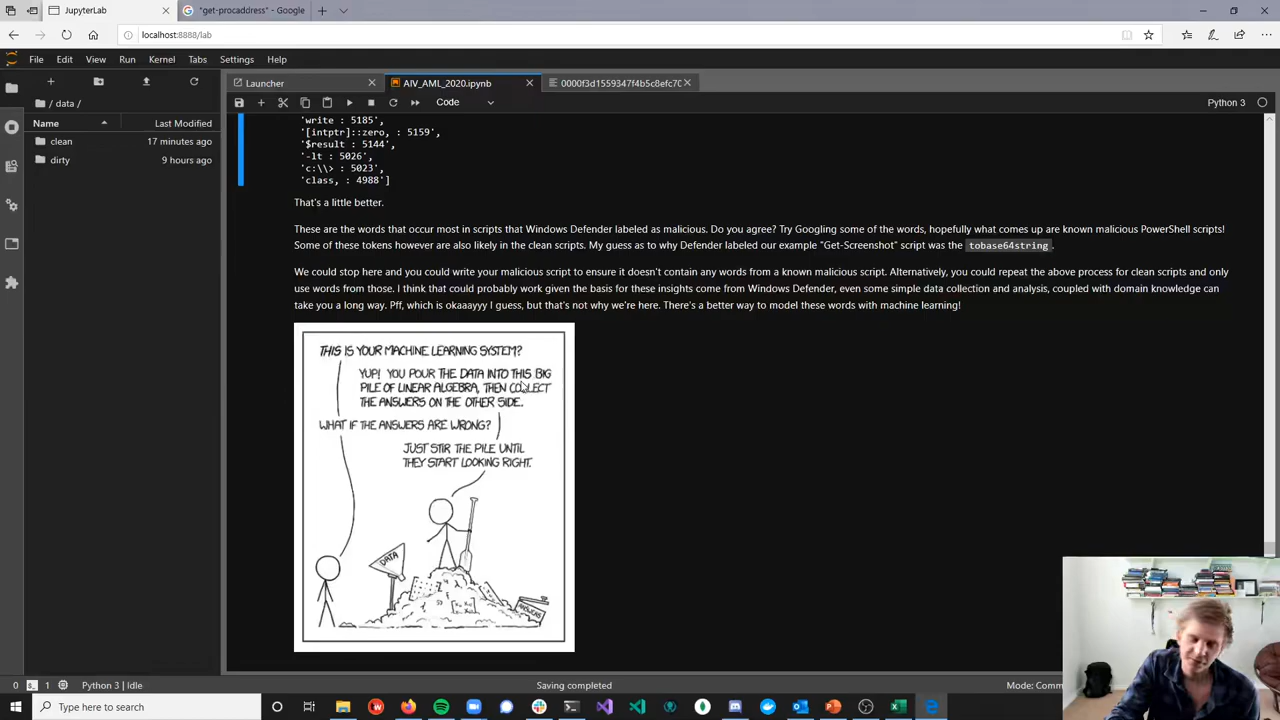 JupyterLab
"get-procaddress" - Google
localhost:8888/lab
File Edit View Run Kernel Tabs Settings Help
Launcher
AIV_AML_2020.ipynb
0000f3d1559347f4b5c8efc7(
/ data /
Code
Python 3
Name
Last Modified
clean
17 minutes ago
dirty
9 hours ago
'write : 5185',
'[intptr]::zero, : 5159',
'$result : 5144',
'-lt : 5026',
'c:\\> : 5023',
'class, : 4988']
That's a little better.
These are the words that occur most in scripts that Windows Defender labeled as malicious. Do you agree? Try Googling some of the words, hopefully what comes up are known malicious PowerShell scripts!
Some of these tokens however are also likely in the clean scripts. My guess as to why Defender labeled our example "Get-Screenshot" script was the tobase64string.
We could stop here and you could write your malicious script to ensure it doesn't contain any words from a known malicious script. Alternatively, you could repeat the above process for clean scripts and only
use words from those. I think that could probably work given the basis for these insights come from Windows Defender, even some simple data collection and analysis, coupled with domain knowledge can
take you a long way. Pff, which is okaaayyy I guess, but that's not why we're here. There's a better way to model these words with machine learning!
THIS IS YOUR MACHINE LEARNING SYSTEM?
YUP! YOU POUR THE DATA INTO THIS BIG
PILE OF LINEAR ALGEBRA, THEN COLLECT
THE ANSWERS ON THE OTHER SIDE.
WHAT IF THE ANSWERS ARE WRONG?
JUST STIR THE PILE UNTIL
THEY START LOOKING RIGHT.
DATA
ANSWERS
0
1
Python 3 | Idle
Saving completed
Mode: Comm
Type here to search